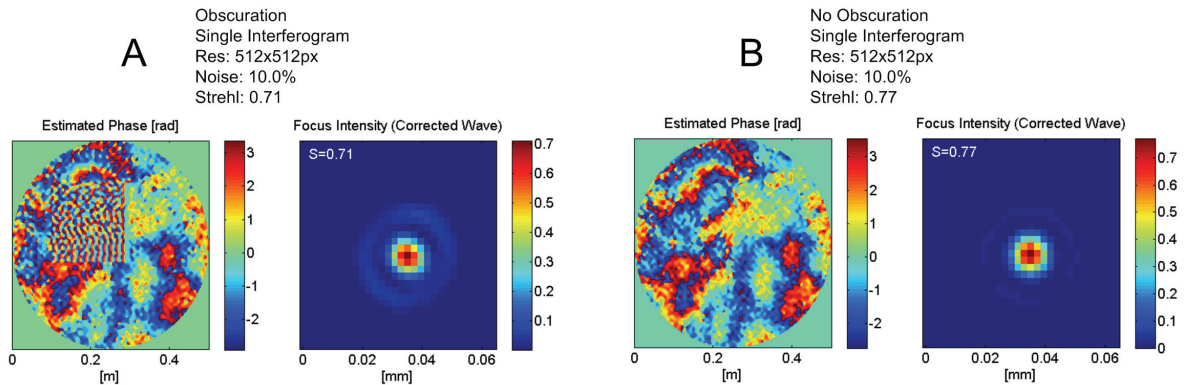 A
Obscuration
Single Interferogram
Res: 512x512px
Noise: 10.0%
Strehl: 0.71
Estimated Phase [rad]
3
2
1
0
-1
-2
0
0.2
0.4
[m]
Focus Intensity (Corrected Wave)
S=0.71
0.7
0.6
0.5
0.4
0.3
0.2
0.1
0
0.02
0.04
0.06
[mm]
B
No Obscuration
Single Interferogram
Res: 512x512px
Noise: 10.0%
Strehl: 0.77
Estimated Phase [rad]
3
2
1
0
-1
-2
0
0.2
0.4
[m]
Focus Intensity (Corrected Wave)
S=0.77
0.7
0.6
0.5
0.4
0.3
0.2
0.1
0
0
0.02
0.04
0.06
[mm]